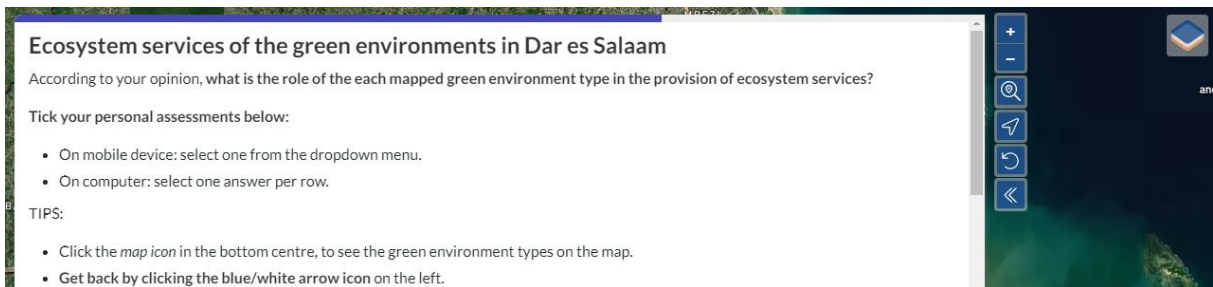 Ecosystem services of the green environments in Dar es Salaam
According to your opinion, what is the role of the each mapped green environment type in the provision of ecosystem services?
Tick your personal assessments below:
• On mobile device: select one from the dropdown menu.
• On computer: select one answer per row.
TIPS:
• Click the map icon in the bottom centre, to see the green environment types on the map.
• Get back by clicking the blue/white arrow icon on the left.